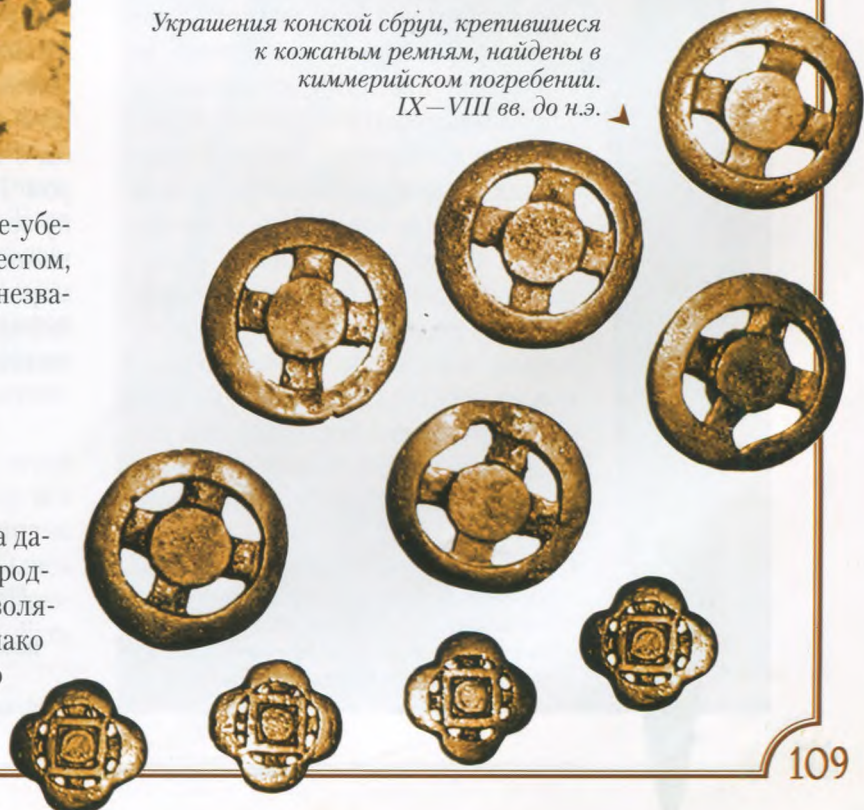 Украшения конской сбруи, крепившиеся
к кожаным ремням, найдены в
киммерийском погребении.
IX—VIII вв. до н.э.
е-убе-
естом,
незва-
а да-
род-
воля-
нако
о
109